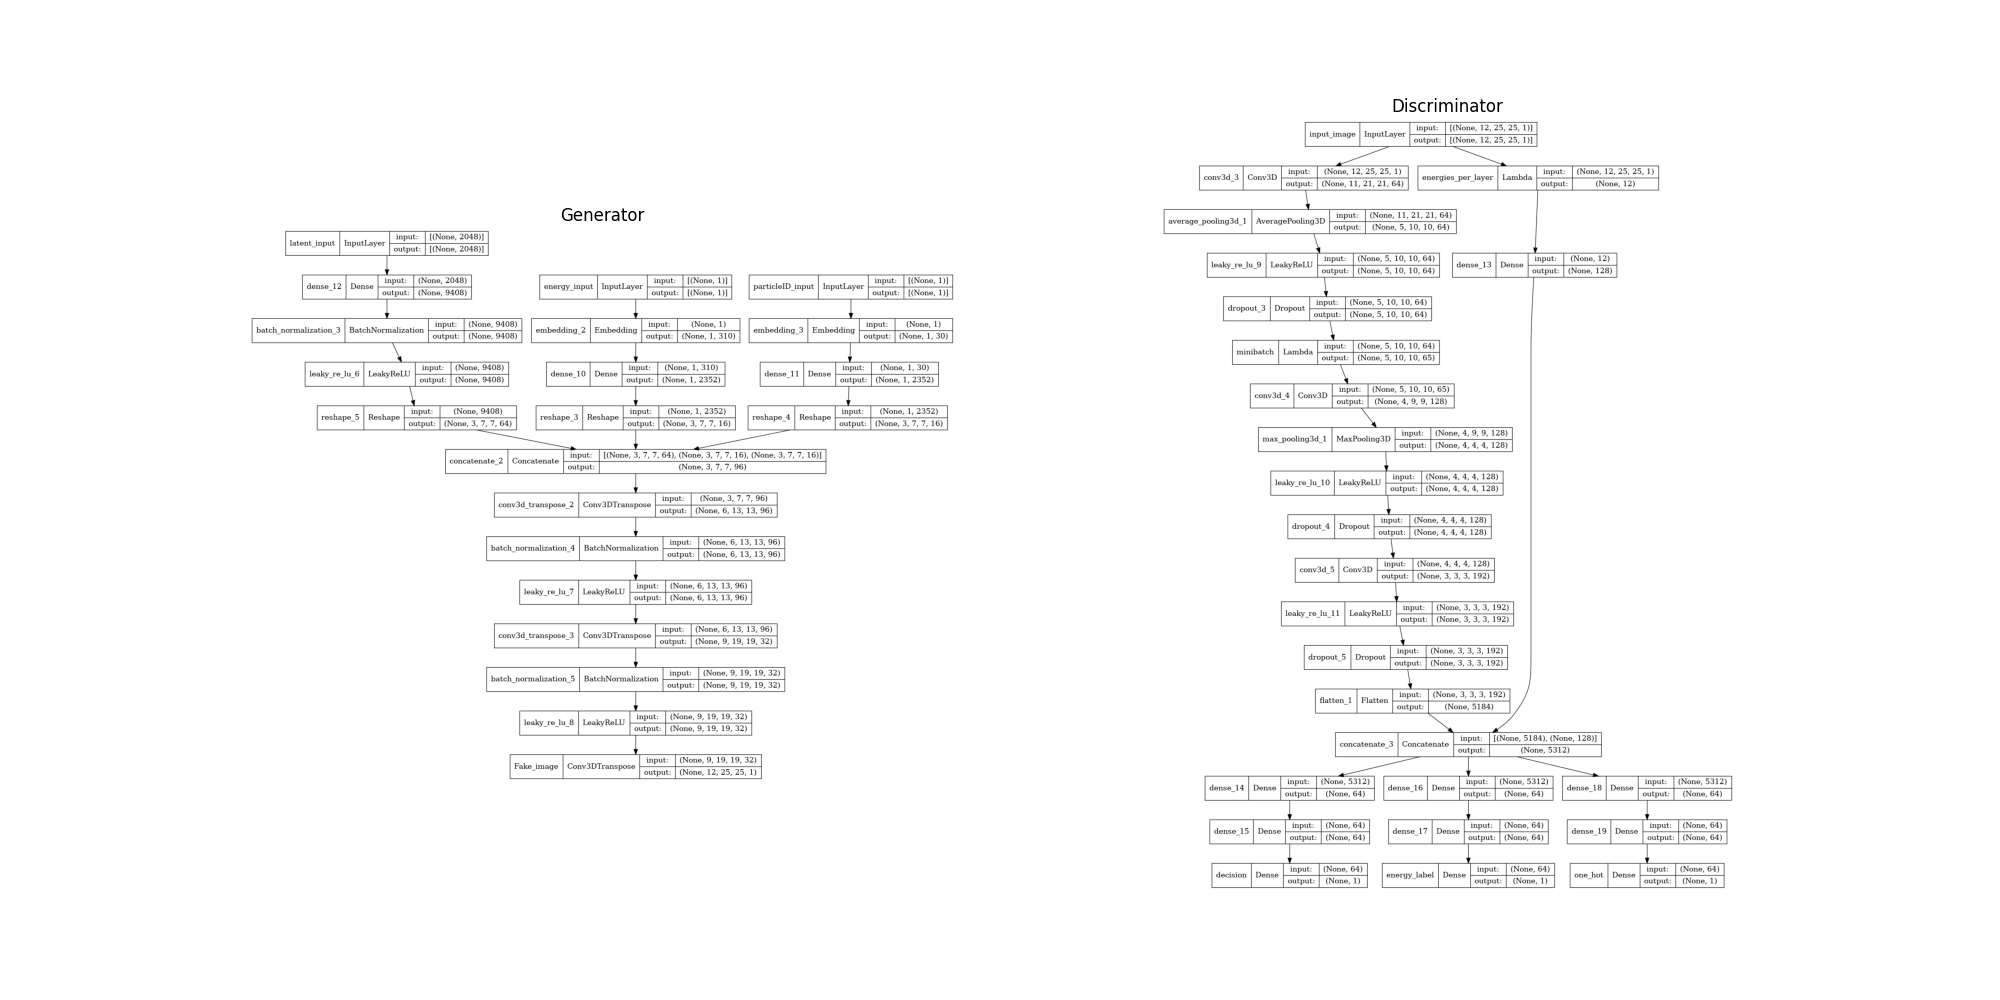 Generator
latent_input InputLayer input: [(None, 2048)]
output: [(None, 2048)]
dense_12 Dense input: (None, 2048)
output: (None, 9408)
energy_input InputLayer input: [(None, 1)]
output: [(None, 1)]
particleID_input InputLayer input: [(None, 1)]
output: [(None, 1)]
batch_normalization_3 BatchNormalization input: (None, 9408)
output: (None, 9408)
embedding_2 Embedding input: (None, 1)
output: (None, 1, 310)
embedding_3 Embedding input: (None, 1)
output: (None, 1, 30)
leaky_re_lu_6 LeakyReLU input: (None, 9408)
output: (None, 9408)
dense_10 Dense input: (None, 1, 310)
output: (None, 1, 2352)
dense_11 Dense input: (None, 1, 30)
output: (None, 1, 2352)
reshape_5 Reshape input: (None, 9408)
output: (None, 3, 7, 7, 64)
reshape_3 Reshape input: (None, 1, 2352)
output: (None, 3, 7, 7, 16)
reshape_4 Reshape input: (None, 1, 2352)
output: (None, 3, 7, 7, 16)
concatenate_2 Concatenate input: [(None, 3, 7, 7, 64), (None, 3, 7, 7, 16), (None, 3, 7, 7, 16)]
output: (None, 3, 7, 7, 96)
conv3d_transpose_2 Conv3DTranspose input: (None, 3, 7, 7, 96)
output: (None, 6, 13, 13, 96)
batch_normalization_4 BatchNormalization input: (None, 6, 13, 13, 96)
output: (None, 6, 13, 13, 96)
leaky_re_lu_7 LeakyReLU input: (None, 6, 13, 13, 96)
output: (None, 6, 13, 13, 96)
conv3d_transpose_3 Conv3DTranspose input: (None, 6, 13, 13, 96)
output: (None, 9, 19, 19, 32)
batch_normalization_5 BatchNormalization input: (None, 9, 19, 19, 32)
output: (None, 9, 19, 19, 32)
leaky_re_lu_8 LeakyReLU input: (None, 9, 19, 19, 32)
output: (None, 9, 19, 19, 32)
Fake_image Conv3DTranspose input: (None, 9, 19, 19, 32)
output: (None, 12, 25, 25, 1)
Discriminator
input_image InputLayer input: [(None, 12, 25, 25, 1)]
output: [(None, 12, 25, 25, 1)]
conv3d_3 Conv3D input: (None, 12, 25, 25, 1)
output: (None, 11, 21, 21, 64)
energies_per_layer Lambda input: (None, 12, 25, 25, 1)
output: (None, 12)
average_pooling3d_1 AveragePooling3D input: (None, 11, 21, 21, 64)
output: (None, 5, 10, 10, 64)
leaky_re_lu_9 LeakyReLU input: (None, 5, 10, 10, 64)
output: (None, 5, 10, 10, 64)
dense_13 Dense input: (None, 12)
output: (None, 128)
dropout_3 Dropout input: (None, 5, 10, 10, 64)
output: (None, 5, 10, 10, 64)
minibatch Lambda input: (None, 5, 10, 10, 64)
output: (None, 5, 10, 10, 65)
conv3d_4 Conv3D input: (None, 5, 10, 10, 65)
output: (None, 4, 9, 9, 128)
max_pooling3d_1 MaxPooling3D input: (None, 4, 9, 9, 128)
output: (None, 4, 4, 4, 128)
leaky_re_lu_10 LeakyReLU input: (None, 4, 4, 4, 128)
output: (None, 4, 4, 4, 128)
dropout_4 Dropout input: (None, 4, 4, 4, 128)
output: (None, 4, 4, 4, 128)
conv3d_5 Conv3D input: (None, 4, 4, 4, 128)
output: (None, 3, 3, 3, 192)
leaky_re_lu_11 LeakyReLU input: (None, 3, 3, 3, 192)
output: (None, 3, 3, 3, 192)
dropout_5 Dropout input: (None, 3, 3, 3, 192)
output: (None, 3, 3, 3, 192)
flatten_1 Flatten input: (None, 3, 3, 3, 192)
output: (None, 5184)
concatenate_3 Concatenate input: [(None, 5184), (None, 128)]
output: (None, 5312)
dense_14 Dense input: (None, 5312)
output: (None, 64)
dense_16 Dense input: (None, 5312)
output: (None, 64)
dense_18 Dense input: (None, 5312)
output: (None, 64)
dense_15 Dense input: (None, 64)
output: (None, 64)
dense_17 Dense input: (None, 64)
output: (None, 64)
dense_19 Dense input: (None, 64)
output: (None, 64)
decision Dense input: (None, 64)
output: (None, 1)
energy_label Dense input: (None, 64)
output: (None, 1)
one_hot Dense input: (None, 64)
output: (None, 1)